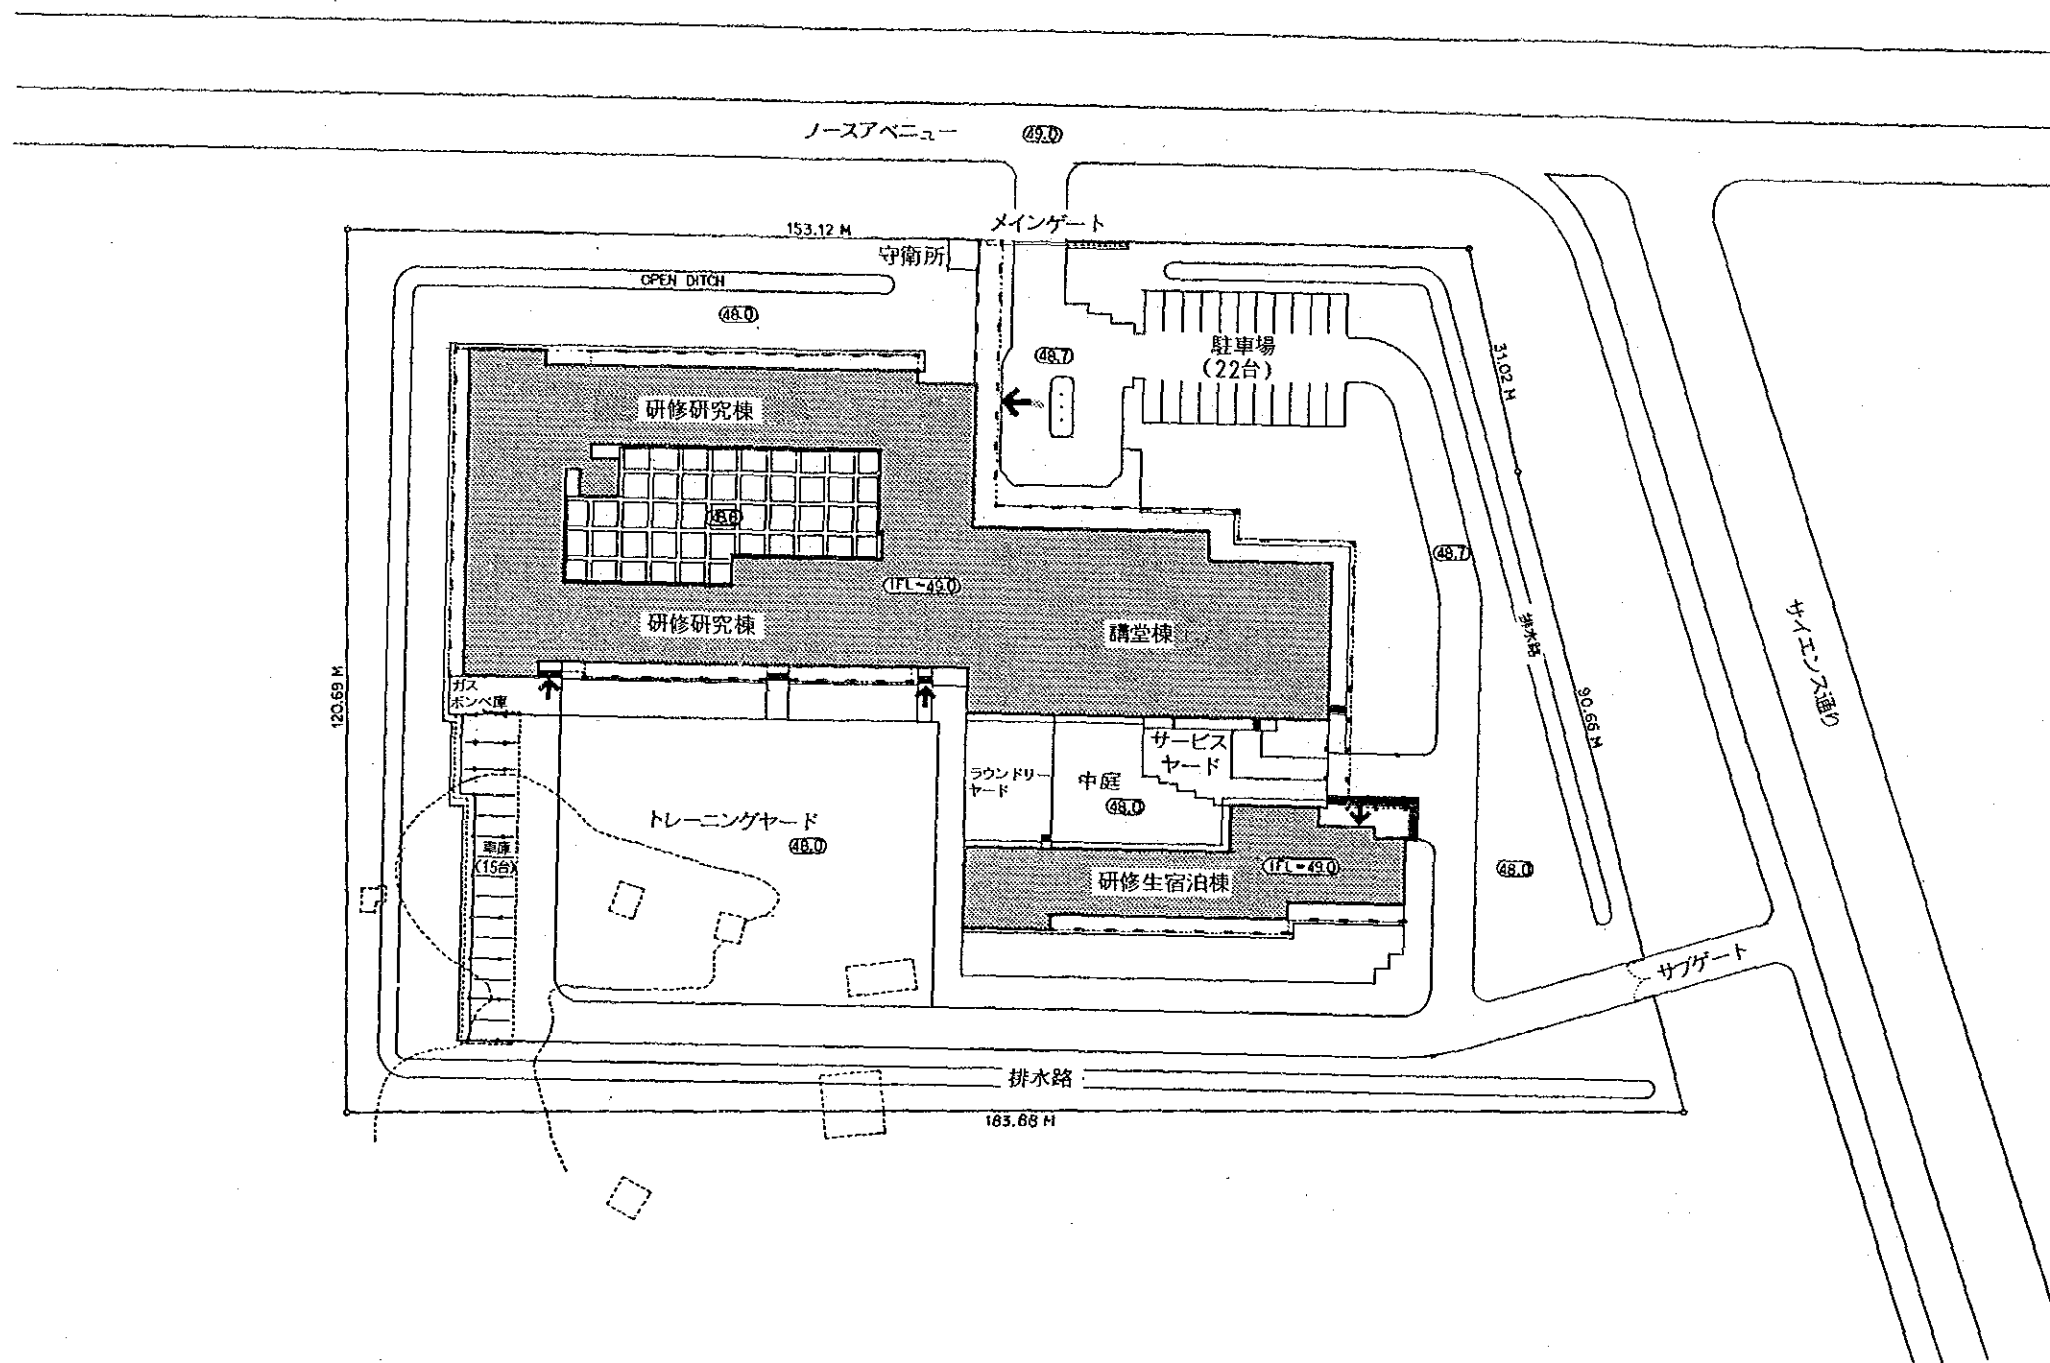 ノースアベニュー 49.0
メインゲート
153.12 M
守衛所
OPEN DITCH
48.0
48.7
駐車場
(22台)
31.02 M
研修研究棟
48.7
1FL=49.0
研修研究棟
講堂棟
排水路
サイエンス通り
90.66 M
120.69 M
ガス
ボンベ庫
サービス
ヤード
ラウンドリー
ヤード
中庭
48.0
トレーニングヤード
48.0
車庫
(15台)
1FL=49.0
48.0
研修生宿泊棟
サブゲート
排水路
183.68 M